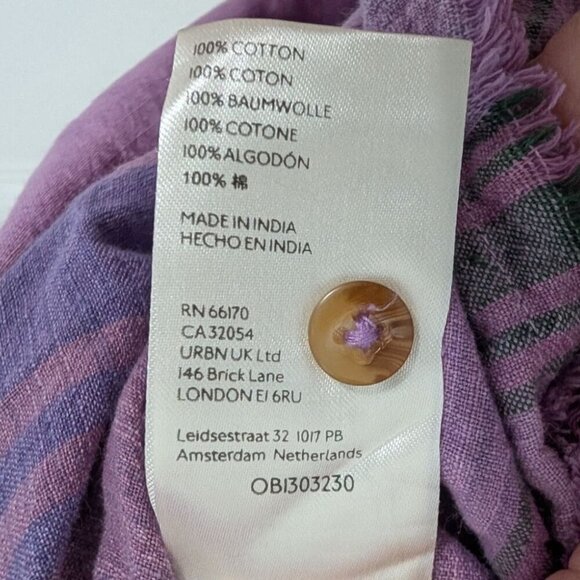 100% COTTON
100% COTON
100% BAUMWOLLE
100% COTONE
100% ALGODÓN
100% 棉
MADE IN INDIA
HECHO EN INDIA
RN 66170
CA 32054
URBN UK Ltd
146 Brick Lane
LONDON E1 6RU
Leidsestraat 32 1017 PB
Amsterdam Netherlands
OB1303230